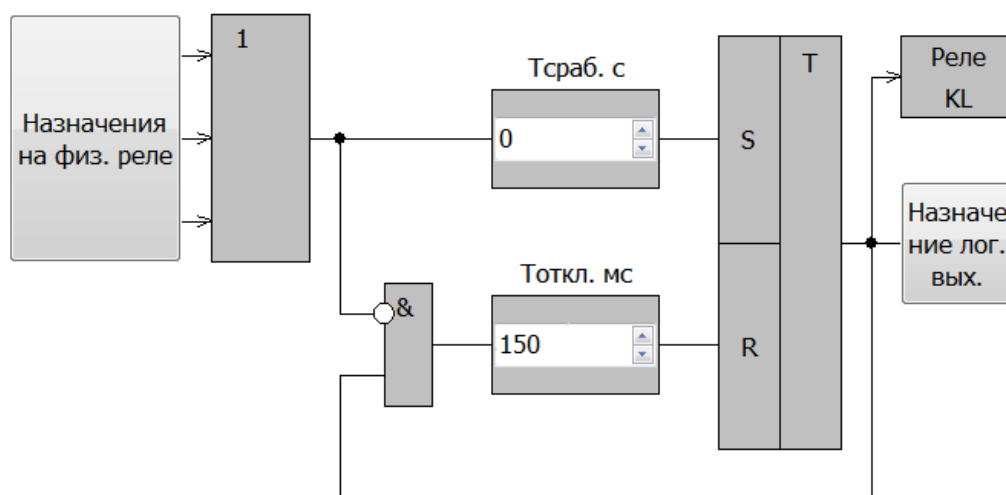 Назначения
на физ. реле
1
Тсраб. с
0
&
Тоткл. мс
150
S
R
T
Реле
KL
Назначе
ние лог.
вых.